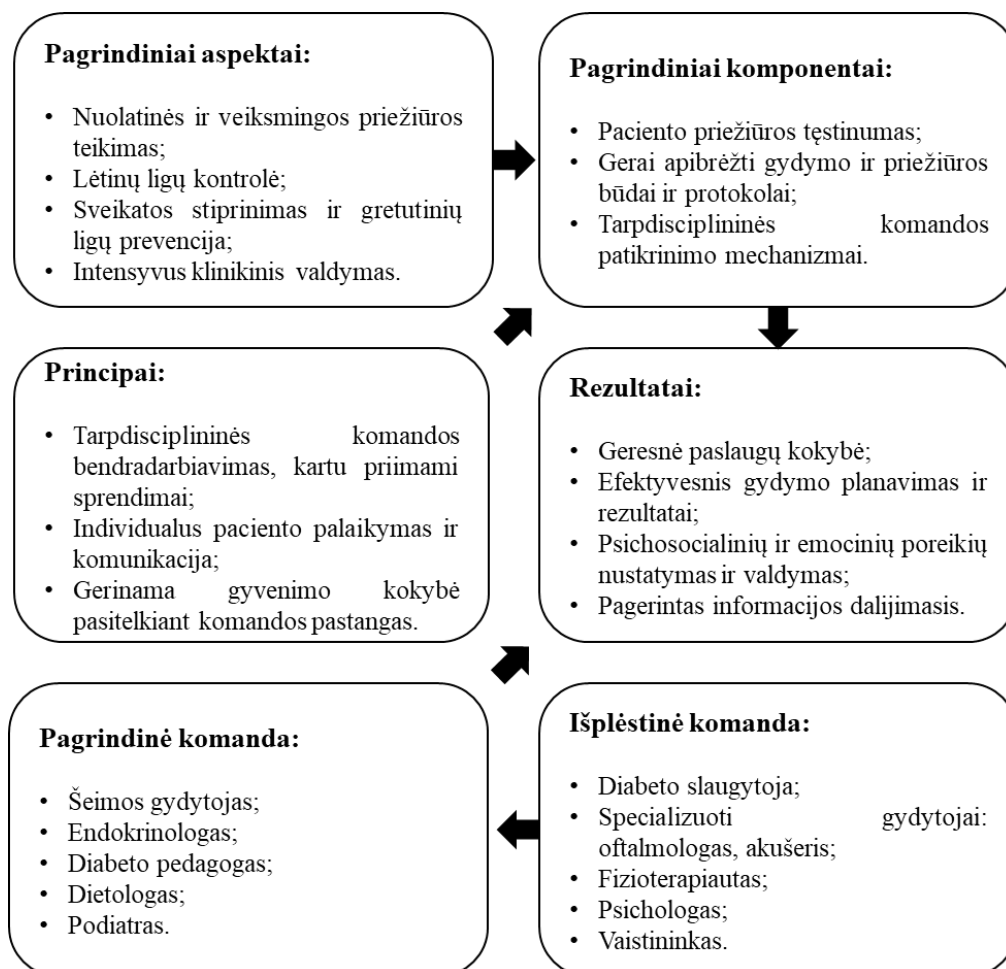 Pagrindiniai aspektai:
• Nuolatinės ir veiksmingos priežiūros
teikimas;
• Lėtinų ligų kontrolė;
• Sveikatos stiprinimas ir gretutinių
ligų prevencija;
• Intensyvus klinikinis valdymas.
Pagrindiniai komponentai:
• Paciento priežiūros tęstinumas;
• Gerai apibrėžti gydymo ir priežiūros
būdai ir protokolai;
• Tarpdisciplininės komandos
patikrinimo mechanizmai.
Principai:
• Tarpdisciplininės komandos
bendradarbiavimas, kartu priimami
sprendimai;
• Individualus paciento palaikymas ir
komunikacija;
• Gerinama gyvenimo kokybė
pasitelkiant komandos pastangas.
Rezultatai:
• Geresnė paslaugų kokybė;
• Efektyvesnis gydymo planavimas ir
rezultatai;
• Psichosocialinių ir emocinių poreikių
nustatymas ir valdymas;
• Pagerintas informacijos dalijimasis.
Pagrindinė komanda:
• Šeimos gydytojas;
• Endokrinologas;
• Diabeto pedagogas;
• Dietologas;
• Podiatras.
Išplėstinė komanda:
• Diabeto slaugytoja;
• Specializuoti gydytojai:
oftalmologas, akušeris;
• Fizioterapiautas;
• Psichologas;
• Vaistininkas.